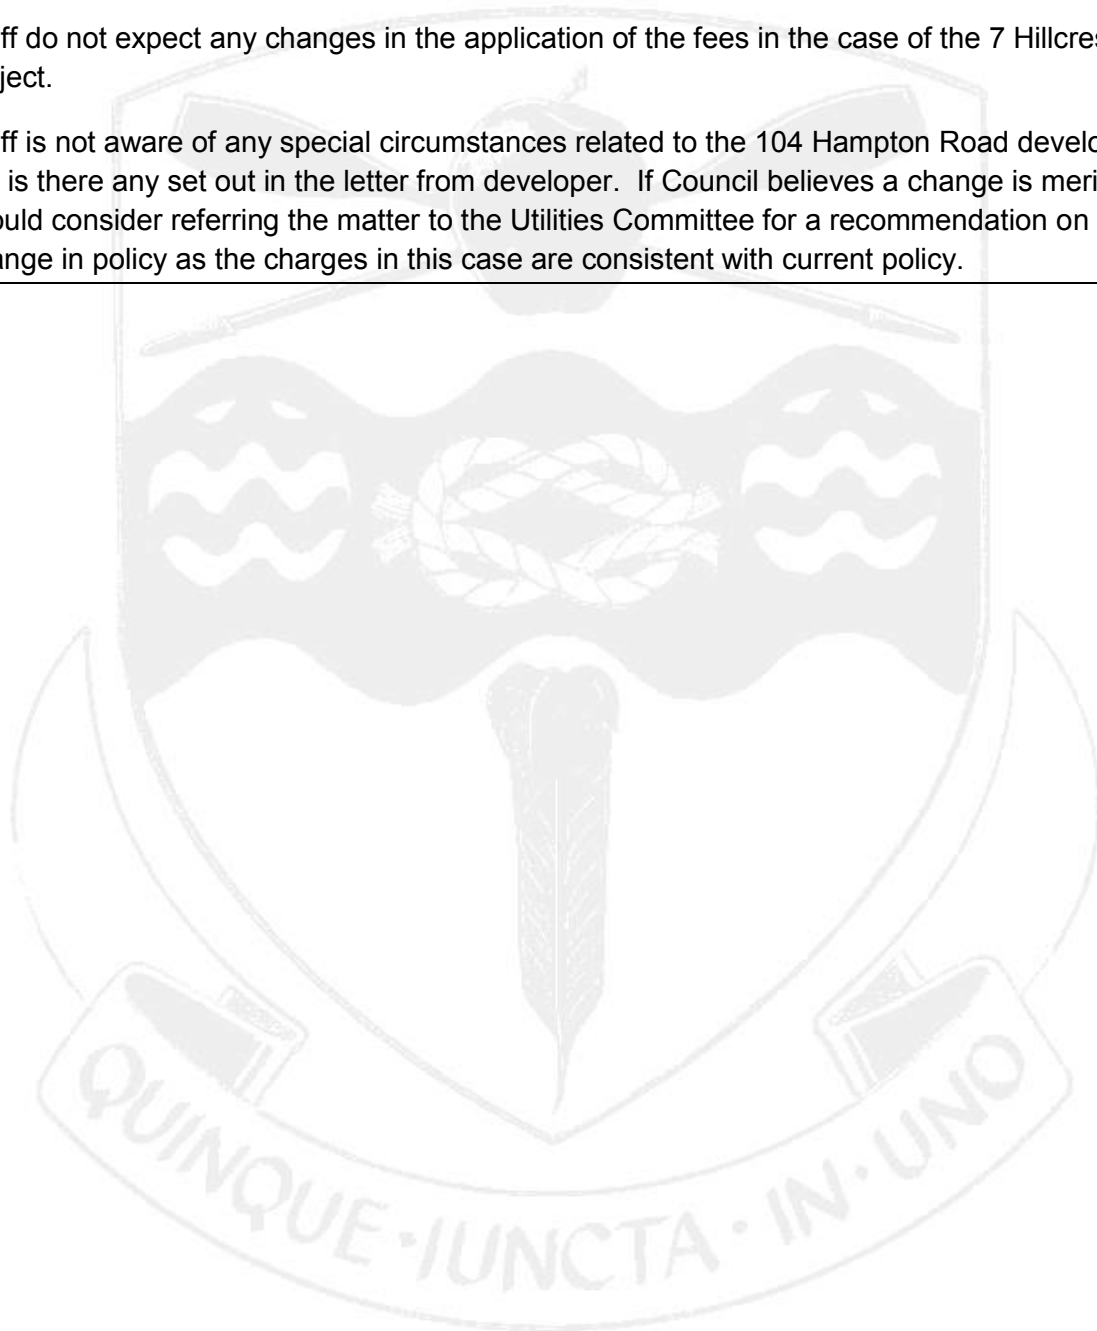 ff do not expect any changes in the application of the fees in the case of the 7 Hillcres
ject.
ff is not aware of any special circumstances related to the 104 Hampton Road develo
is there any set out in the letter from developer. If Council believes a change is meri
ould consider referring the matter to the Utilities Committee for a recommendation on
ange in policy as the charges in this case are consistent with current policy.
QUINQUE·IUNCTA·IN·UNO